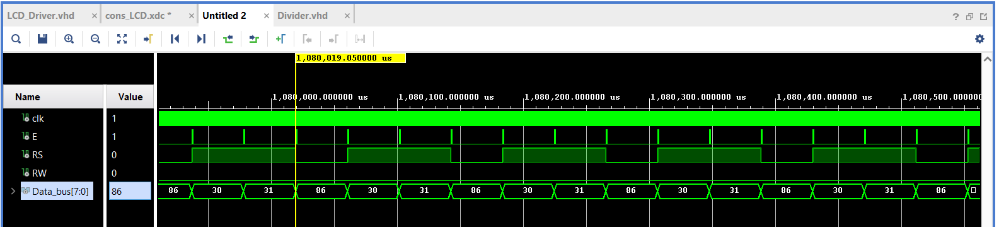 LCD_Driver.vhd × cons_LCD.xdc * × Untitled 2 × Divider.vhd × ?
1,080,019.050000 us
Name Value 1,080,000.000000 us 1,080,100.000000 us 1,080,200.000000 us 1,080,300.000000 us 1,080,400.000000 us 1,080,500.000000
clk 1
E 1
RS 0
RW 0
Data_bus[7:0] 86 86 30 31 86 30 31 86 30 31 86 30 31 86 30 31 86